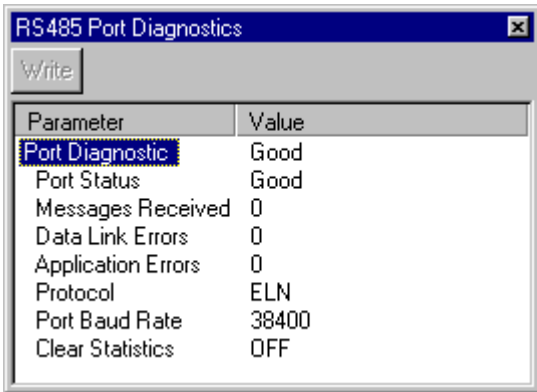 RS485 Port Diagnostics
Write
Parameter Value
Port Diagnostic Good
Port Status Good
Messages Received 0
Data Link Errors 0
Application Errors 0
Protocol ELN
Port Baud Rate 38400
Clear Statistics OFF